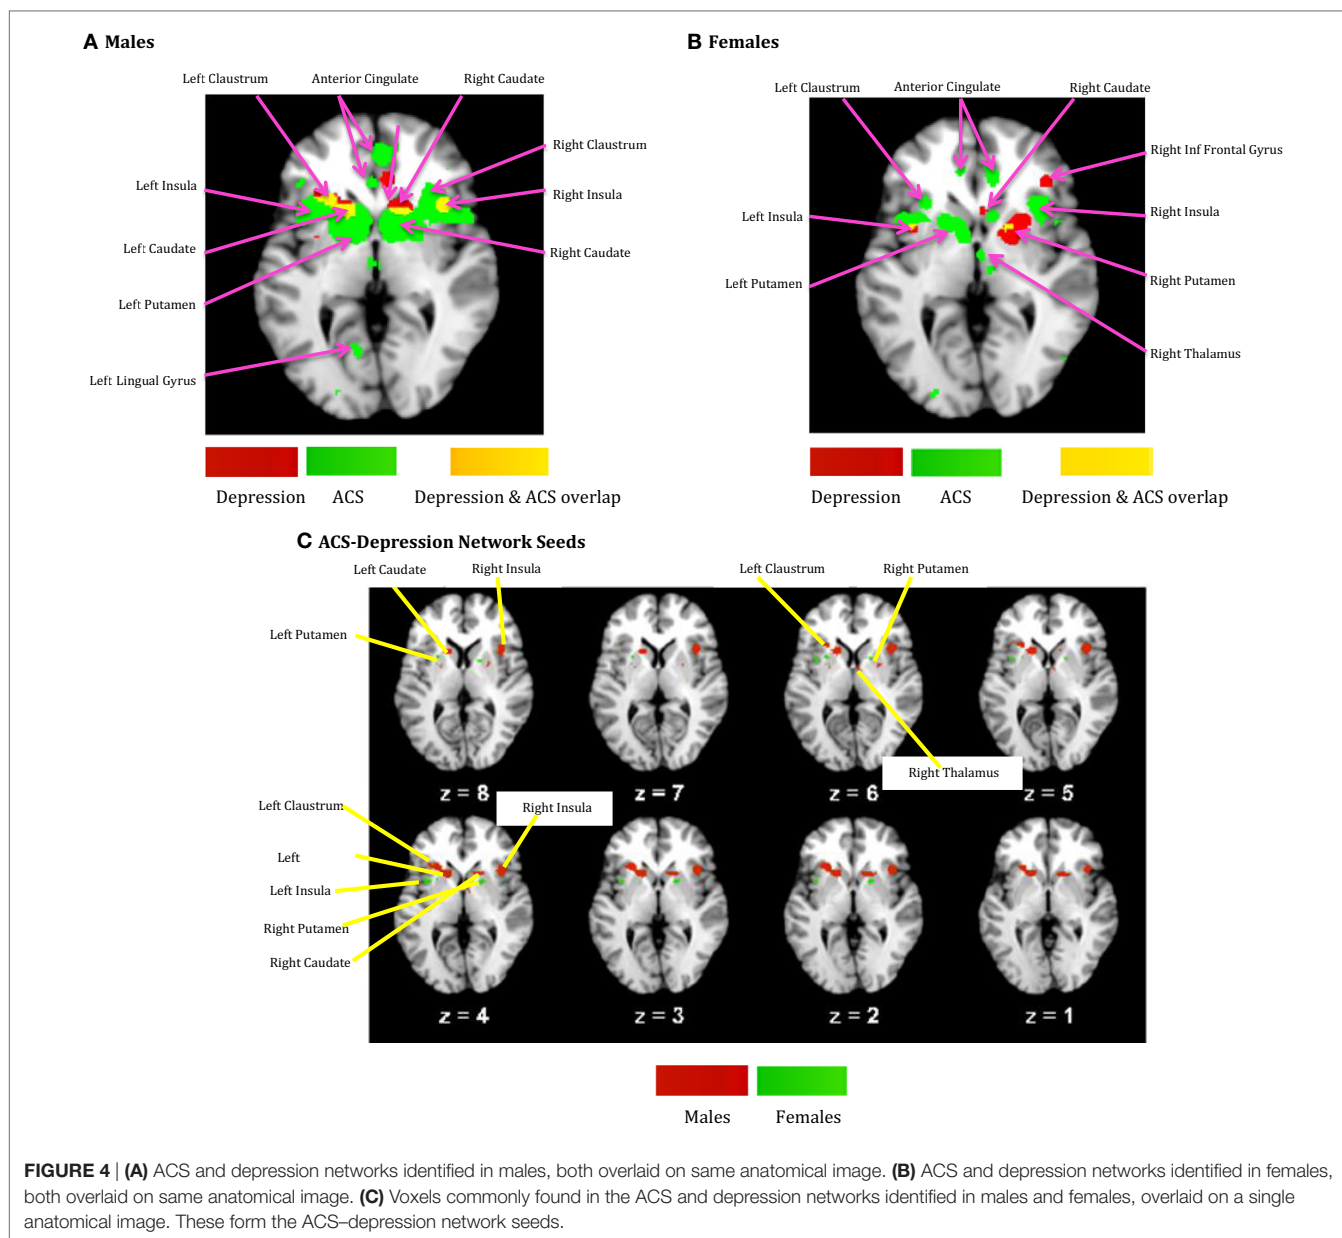 A Males
Left Claustrum
Anterior Cingulate
Right Caudate
Right Claustrum
Left Insula
Right Insula
Left Caudate
Right Caudate
Left Putamen
Left Lingual Gyrus
Depression
ACS
Depression & ACS overlap
B Females
Left Claustrum
Anterior Cingulate
Right Caudate
Right Inf Frontal Gyrus
Left Insula
Right Insula
Left Putamen
Right Putamen
Right Thalamus
Depression
ACS
Depression & ACS overlap
C ACS-Depression Network Seeds
Left Caudate
Right Insula
Left Claustrum
Right Putamen
Left Putamen
Right Thalamus
z = 8
z = 7
z = 6
z = 5
Left Claustrum
Right Insula
Left
Left Insula
Right Putamen
Right Caudate
z = 4
z = 3
z = 2
z = 1
Males
Females
FIGURE 4 | (A) ACS and depression networks identified in males, both overlaid on same anatomical image. (B) ACS and depression networks identified in females,
both overlaid on same anatomical image. (C) Voxels commonly found in the ACS and depression networks identified in males and females, overlaid on a single
anatomical image. These form the ACS–depression network seeds.